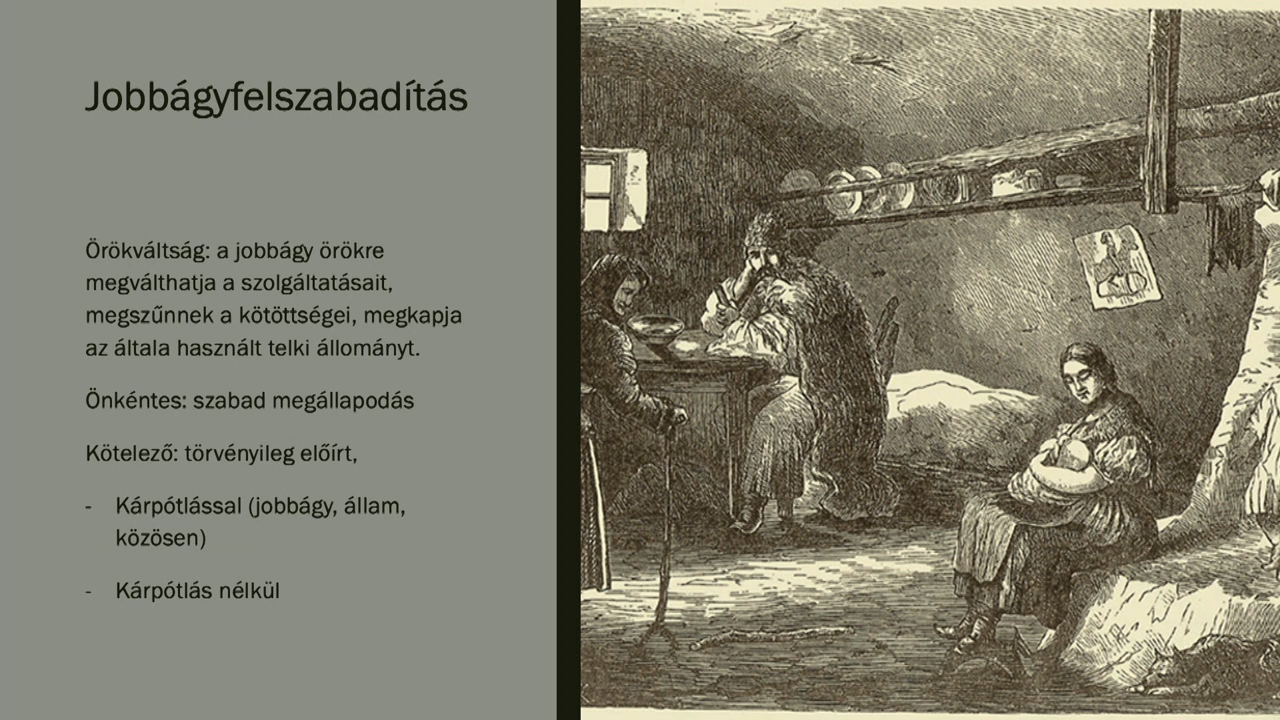 Jobbágyfelszabadítás
Örökváltság: a jobbágy örökre
megválthatja a szolgáltatásait,
megszűnnek a kötöttségei, megkapja
az általa használt telki állományt.
Önkéntes: szabad megállapodás
Kötelező: törvényileg előírt,
- Kárpótlással (jobbágy, állam,
közösen)
- Kárpótlás nélkül